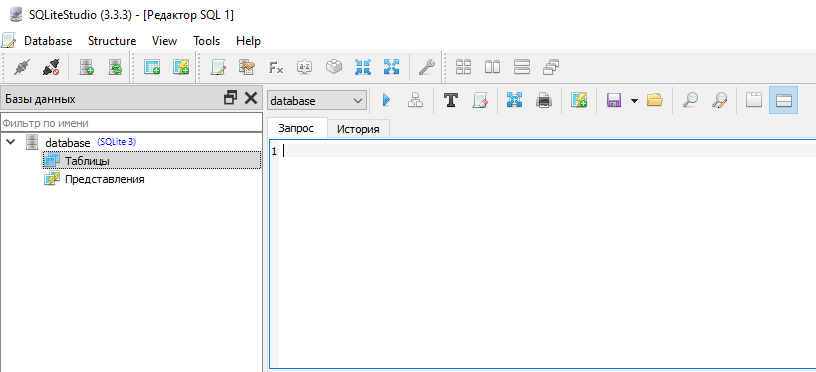 SQLiteStudio (3.3.3) - [Редактор SQL 1]
Database Structure View Tools Help
Базы данных
database
Фильтр по имени
Запрос История
database (SQLite 3)
1
Таблицы
Представления